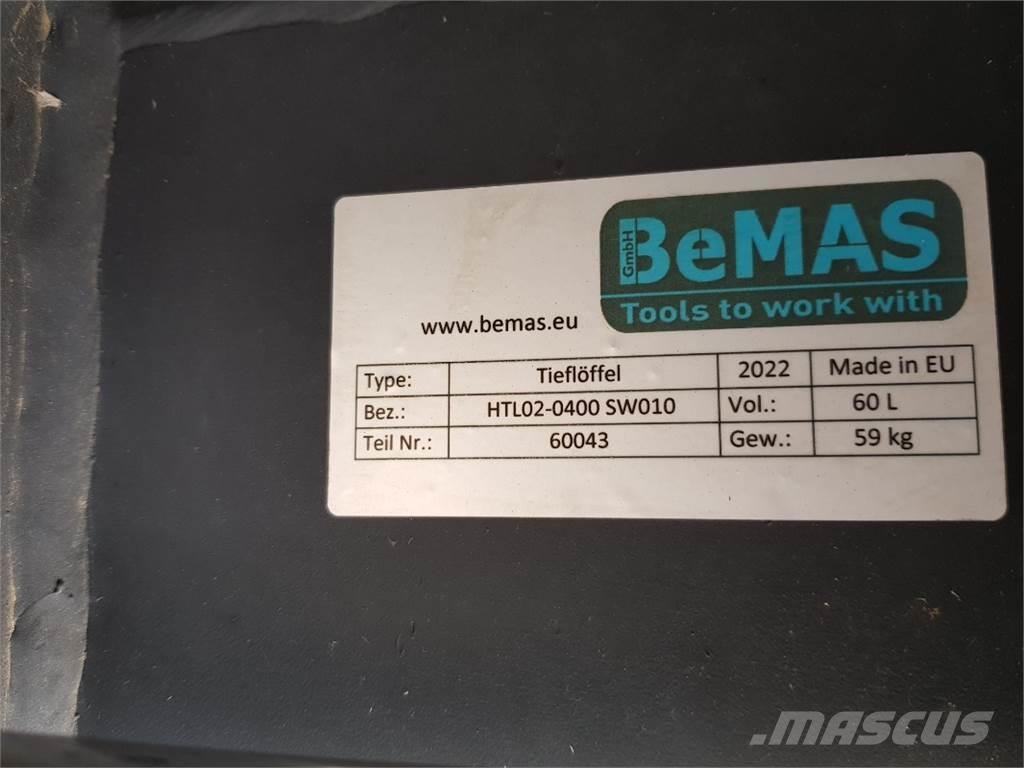 GmbH BeMAS
Tools to work with
www.bemas.eu
Type: Tieflöffel 2022 Made in EU
Bez.: HTL02-0400 SW010 Vol.: 60 L
Teil Nr.: 60043 Gew.: 59 kg
MASCUS